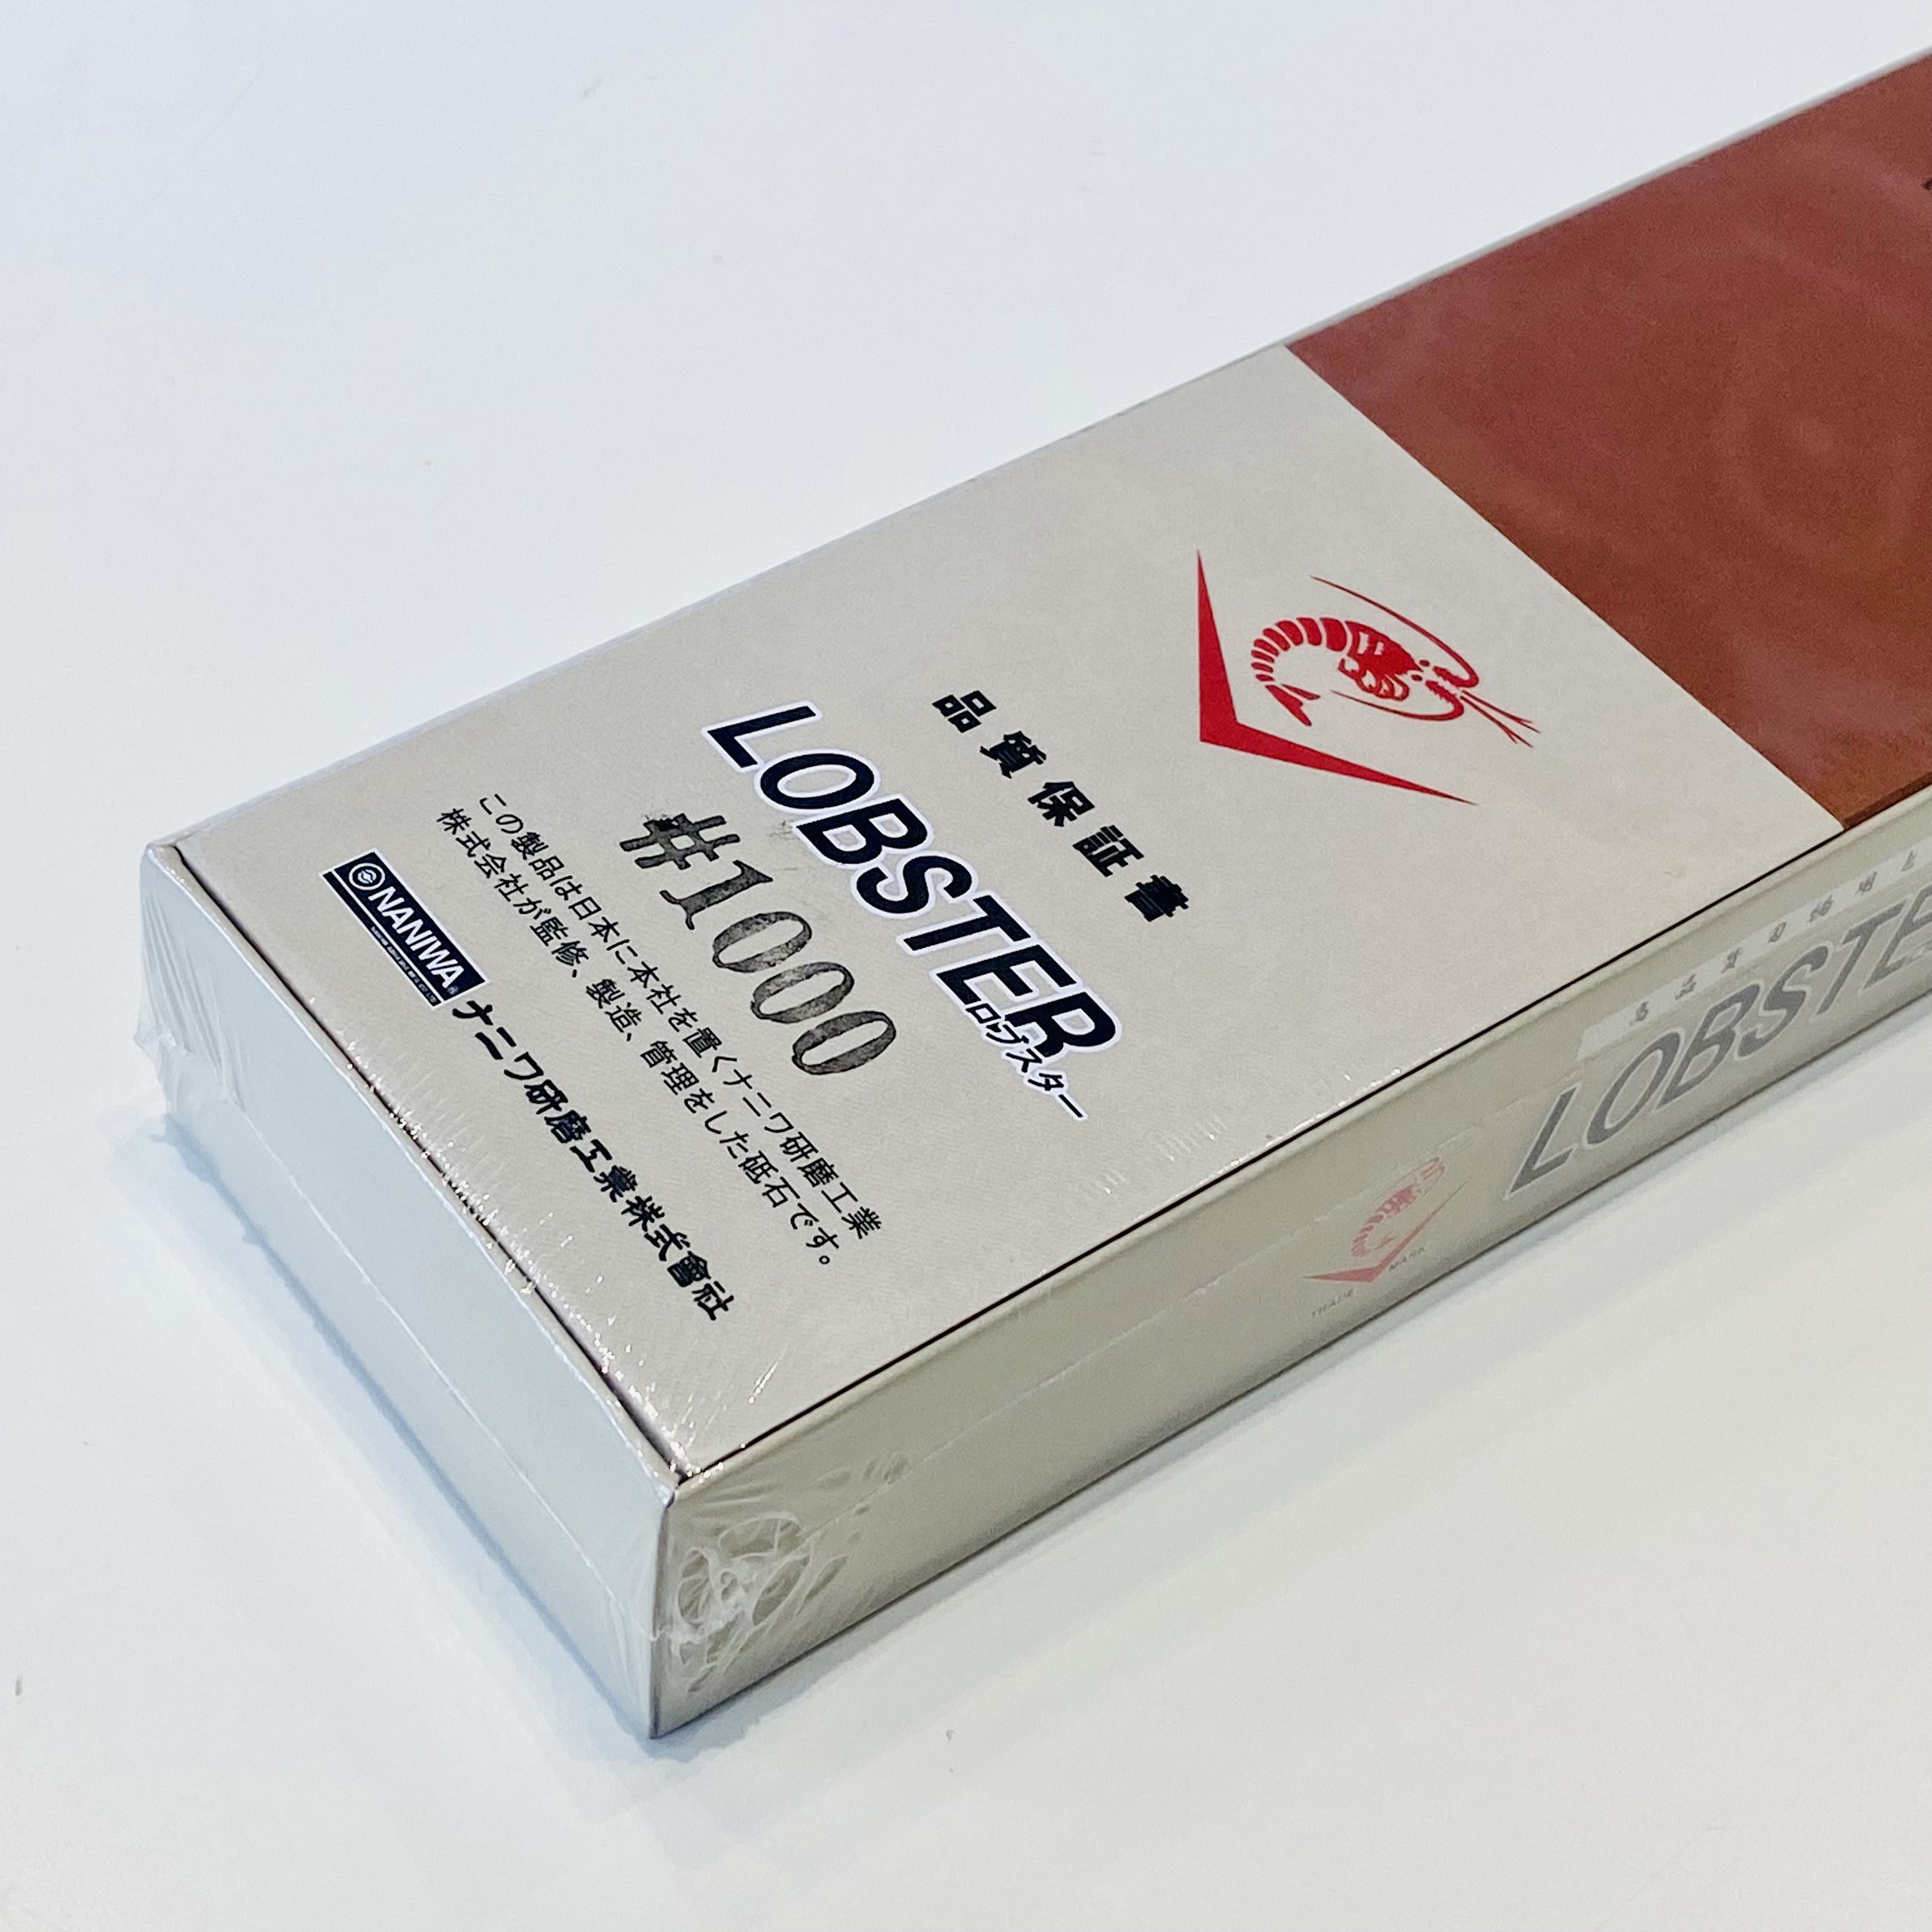 品質保証書
LOBSTER
ロブスター
#1000
この製品は日本に本社を置くナニワ研磨工業
株式会社が監修、製造、管理をした砥石です。
NANIWA®
ナニワ研磨工業株式會社
LOBSTER
TRADE MARK